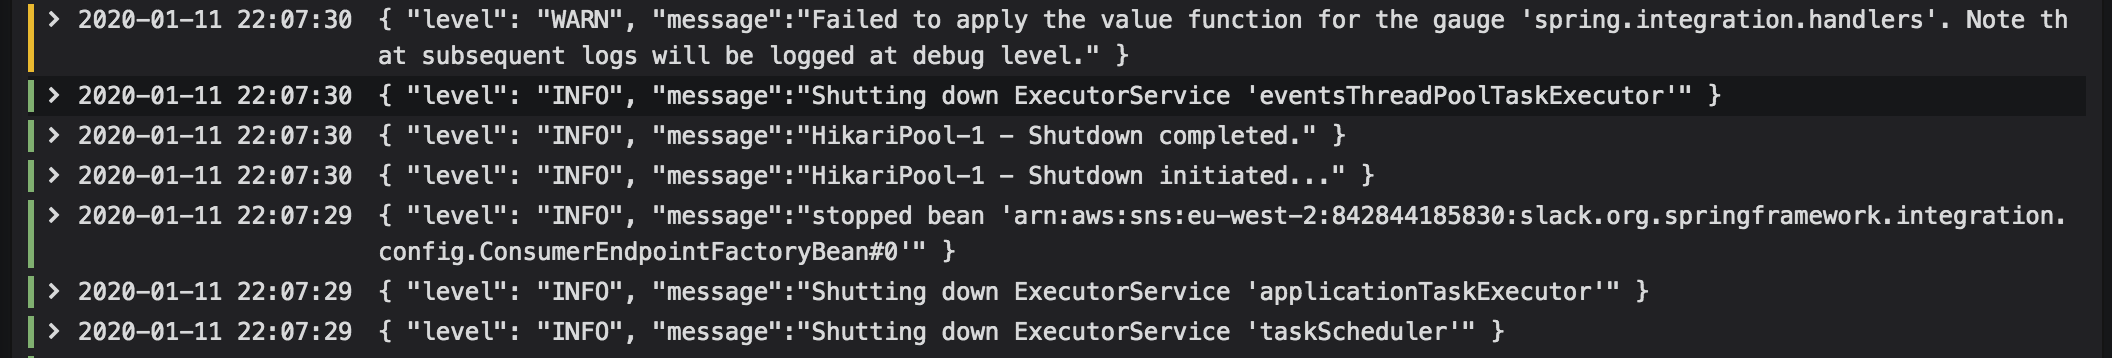 > 2020-01-11 22:07:30 { "level": "WARN", "message":"Failed to apply the value function for the gauge 'spring.integration.handlers'. Note th
at subsequent logs will be logged at debug level." }
> 2020-01-11 22:07:30 { "level": "INFO", "message":"Shutting down ExecutorService 'eventsThreadPoolTaskExecutor'" }
> 2020-01-11 22:07:30 { "level": "INFO", "message":"HikariPool-1 - Shutdown completed." }
> 2020-01-11 22:07:30 { "level": "INFO", "message":"HikariPool-1 - Shutdown initiated..." }
> 2020-01-11 22:07:29 { "level": "INFO", "message":"stopped bean 'arn:aws:sns:eu-west-2:842844185830:slack.org.springframework.integration.
config.ConsumerEndpointFactoryBean#0'" }
> 2020-01-11 22:07:29 { "level": "INFO", "message":"Shutting down ExecutorService 'applicationTaskExecutor'" }
> 2020-01-11 22:07:29 { "level": "INFO", "message":"Shutting down ExecutorService 'taskScheduler'" }